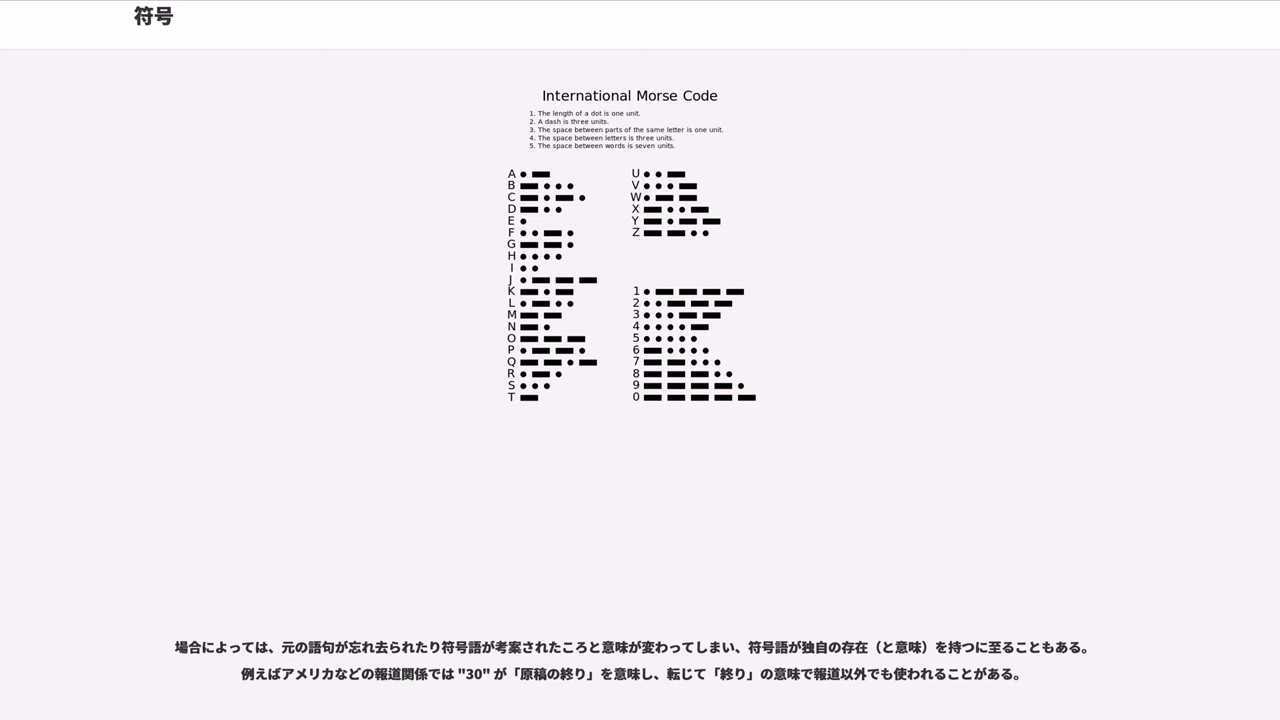 符号
International Morse Code
1. The length of a dot is one unit.
2. A dash is three units.
3. The space between parts of the same letter is one unit.
4. The space between letters is three units.
5. The space between words is seven units.
A
B
C
D
E
F
G
H
I
J
K
L
M
N
O
P
Q
R
S
T
U
V
W
X
Y
Z
1
2
3
4
5
6
7
8
9
0
場合によっては、元の語句が忘れ去られたり符号語が考案されたころと意味が変わってしまい、符号語が独自の存在（と意味）を持つに至ることもある。
例えばアメリカなどの報道関係では "30" が「原稿の終り」を意味し、転じて「終り」の意味で報道以外でも使われることがある。